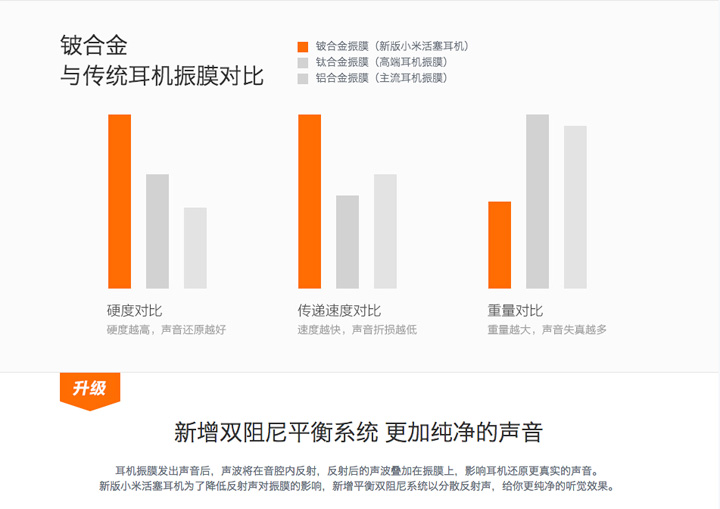 铍合金
与传统耳机振膜对比
铍合金振膜（新版小米活塞耳机）
钛合金振膜（高端耳机振膜）
铝合金振膜（主流耳机振膜）
硬度对比
硬度越高，声音还原越好
传递速度对比
速度越快，声音折损越低
重量对比
重量越大，声音失真越多
升级
新增双阻尼平衡系统 更加纯净的声音
耳机振膜发出声音后，声波将在音腔内反射，反射后的声波叠加在振膜上，影响耳机还原更真实的声音。
新版小米活塞耳机为了降低反射声对振膜的影响，新增平衡双阻尼系统以分散反射声，给你更纯净的听觉效果。